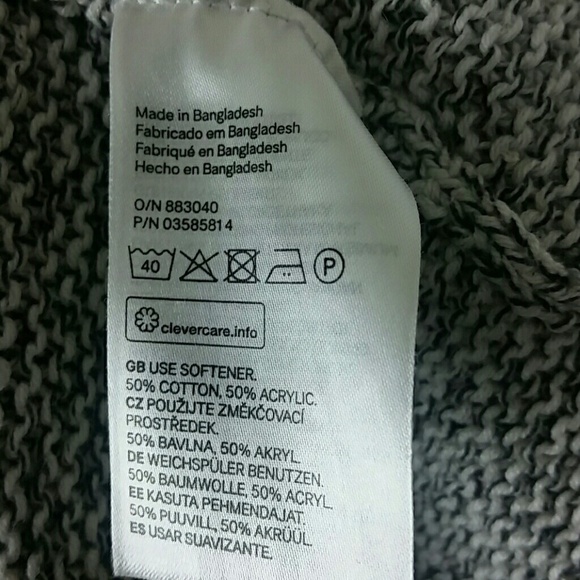 Made in Bangladesh
Fabricado em Bangladesh
Fabriqué en Bangladesh
Hecho en Bangladesh
O/N 883040
P/N 03585814
40 P
clevercare.info
GB USE SOFTENER.
50% COTTON, 50% ACRYLIC.
CZ POUŽIJTE ZMĚKČOVACÍ
PROSTŘEDEK.
50% BAVLNA, 50% AKRYL.
DE WEICHSPÜLER BENUTZEN.
50% BAUMWOLLE, 50% ACRYL.
EE KASUTA PEHMENDAJAT.
50% PUUVILL, 50% AKRÜÜL.
ES USAR SUAVIZANTE.